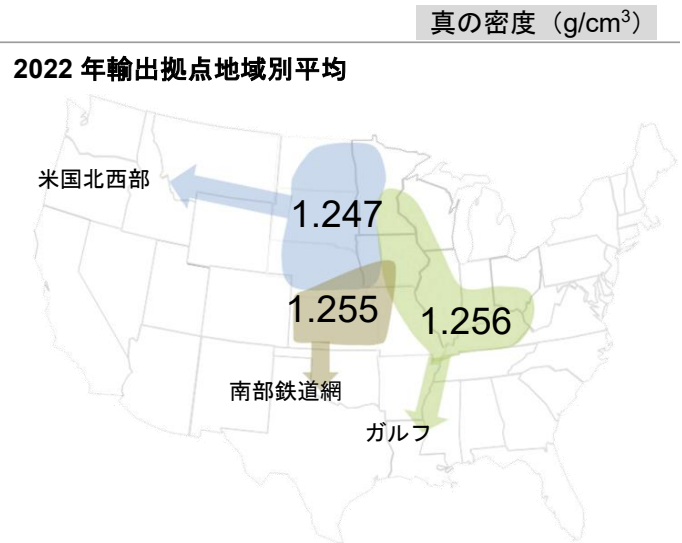 真の密度（g/cm³）
2022 年輸出拠点地域別平均
米国北西部
1.247
1.255
1.256
南部鉄道網
ガルフ